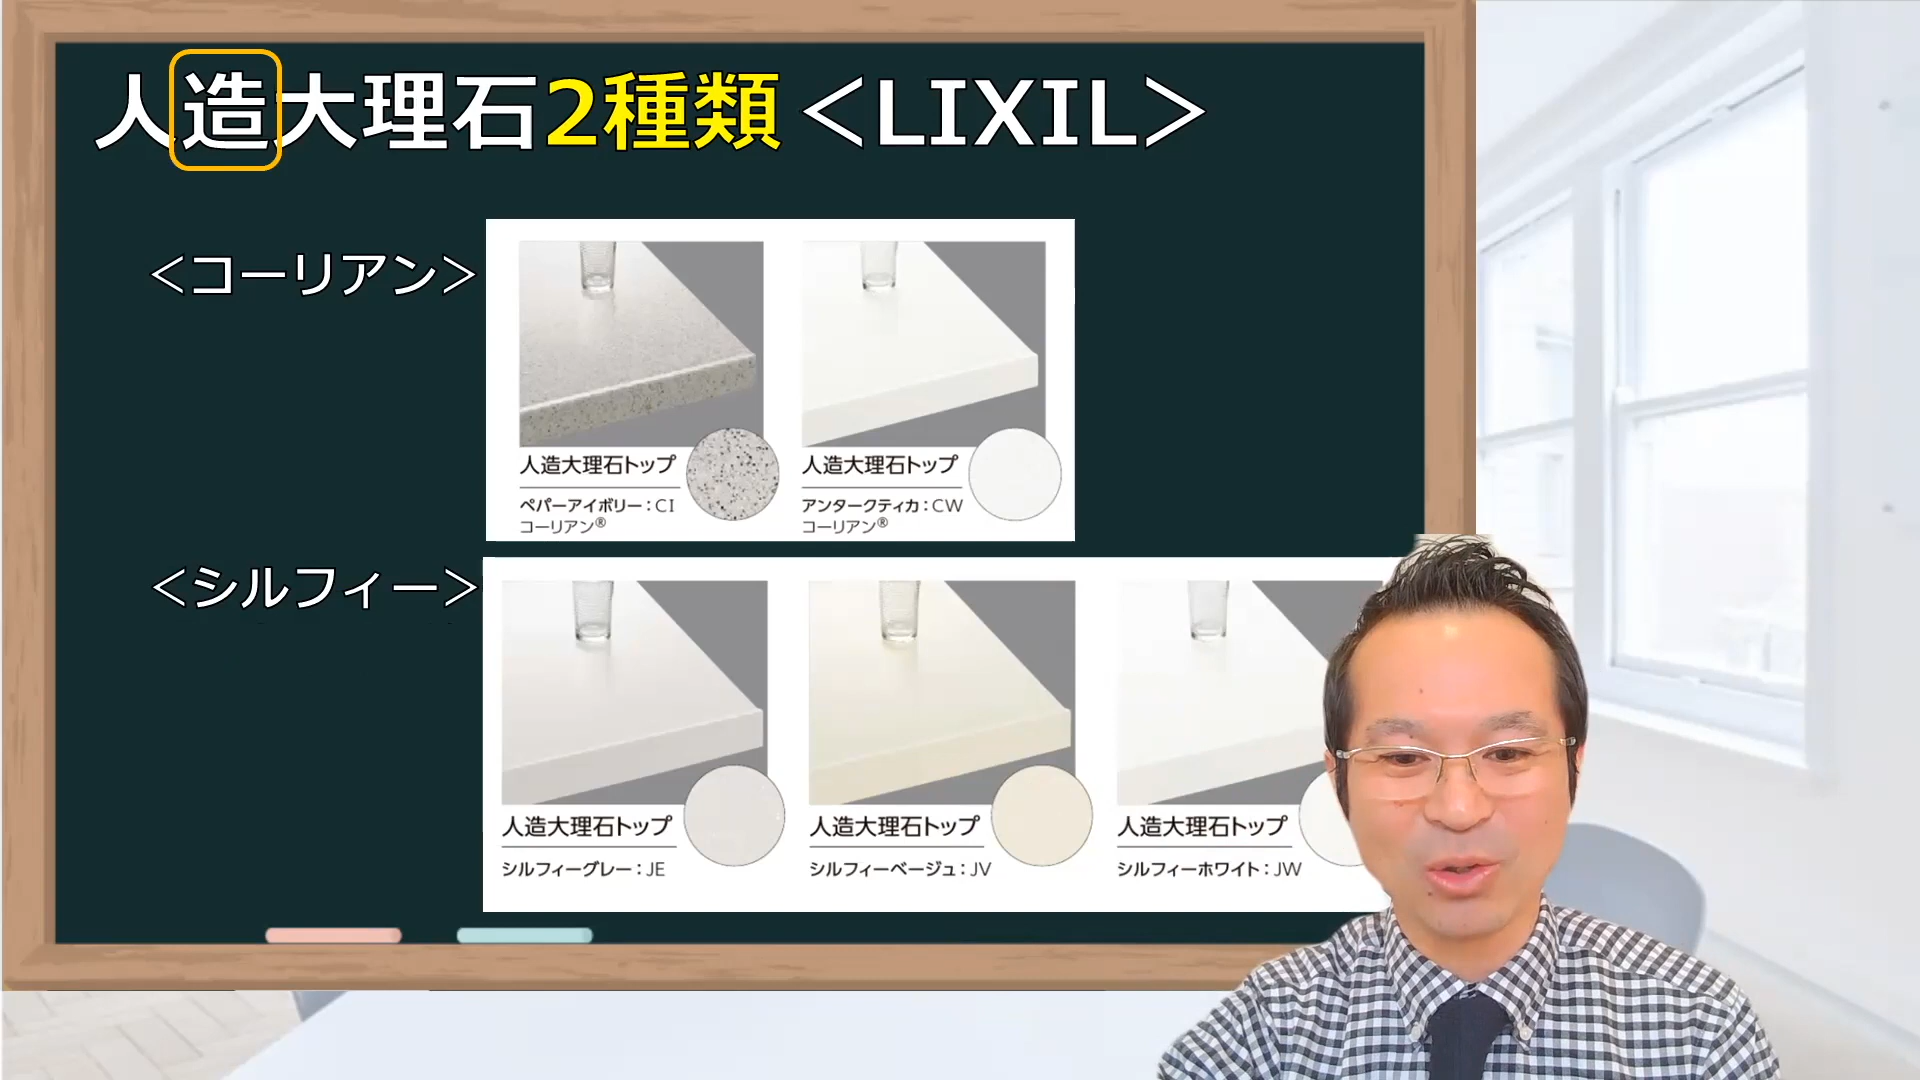 人造大理石2種類<LIXIL>
<コーリアン>
人造大理石トップ
ペパーアイボリー:CI
コーリアン®
人造大理石トップ
アンタークティカ:CW
コーリアン®
<シルフィー>
人造大理石トップ
シルフィーグレー:JE
人造大理石トップ
シルフィーベージュ:JV
人造大理石トップ
シルフィーホワイト:JW